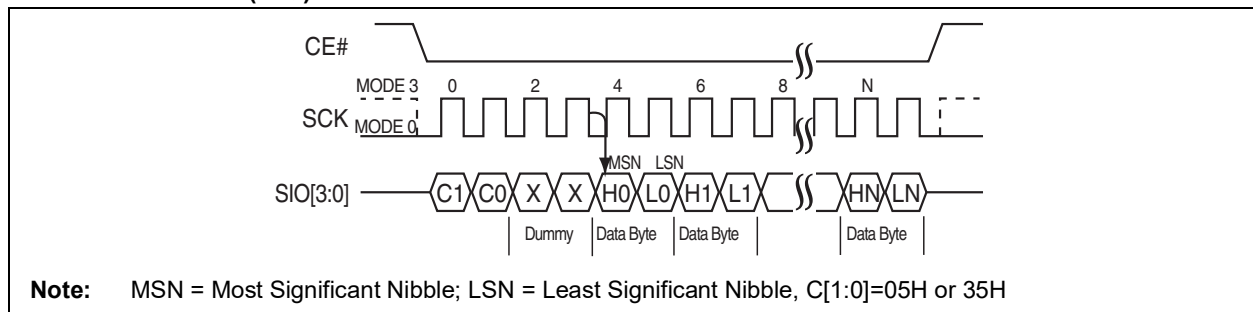 CE#
MODE 3 0 2 4 6 8 N
SCK
MODE 0
MSN LSN
SIO[3:0] C1 C0 X X H0 L0 H1 L1 HN LN
Dummy Data Byte Data Byte Data Byte
Note: MSN = Most Significant Nibble; LSN = Least Significant Nibble, C[1:0]=05H or 35H